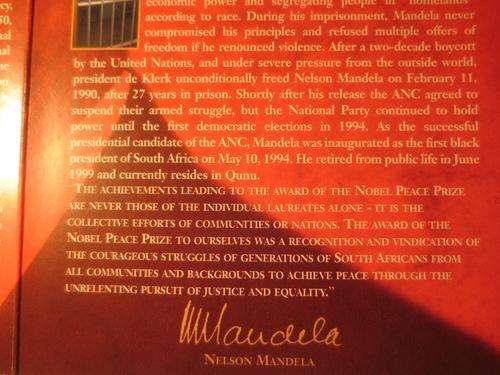 economic power and segregating people in "homelands"
according to race. During his imprisonment, Mandela never
compromised his principles and refused multiple offers of
freedom if he renounced violence. After a two-decade boycott
by the United Nations, and under severe pressure from the outside world,
president de Klerk unconditionally freed Nelson Mandela on February 11,
1990, after 27 years in prison. Shortly after his release the ANC agreed to
suspend their armed struggle, but the National Party continued to hold
power until the first democratic elections in 1994. As the successful
presidential candidate of the ANC, Mandela was inaugurated as the first black
president of South Africa on May 10, 1994. He retired from public life in June
1999 and currently resides in Qunu.
"The achievements leading to the award of the Nobel Peace Prize
are never those of the individual laureates alone - it is the
collective efforts of communities or nations. The award of the
Nobel Peace Prize to ourselves was a recognition and vindication of
the courageous struggles of generations of South Africans from
all communities and backgrounds to achieve peace through the
unrelenting pursuit of justice and equality."
NMandela
Nelson Mandela